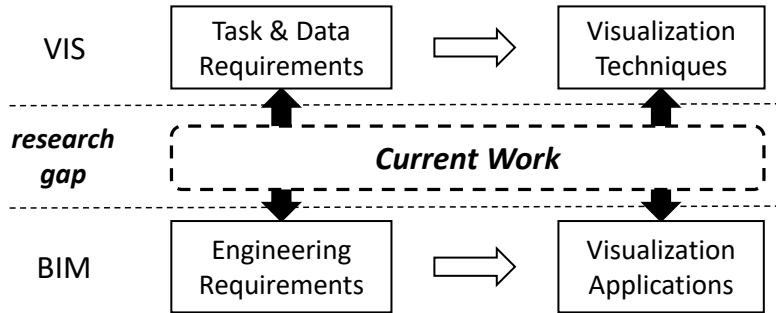 VIS
Task & Data
Requirements
Visualization
Techniques
research
gap
Current Work
BIM
Engineering
Requirements
Visualization
Applications